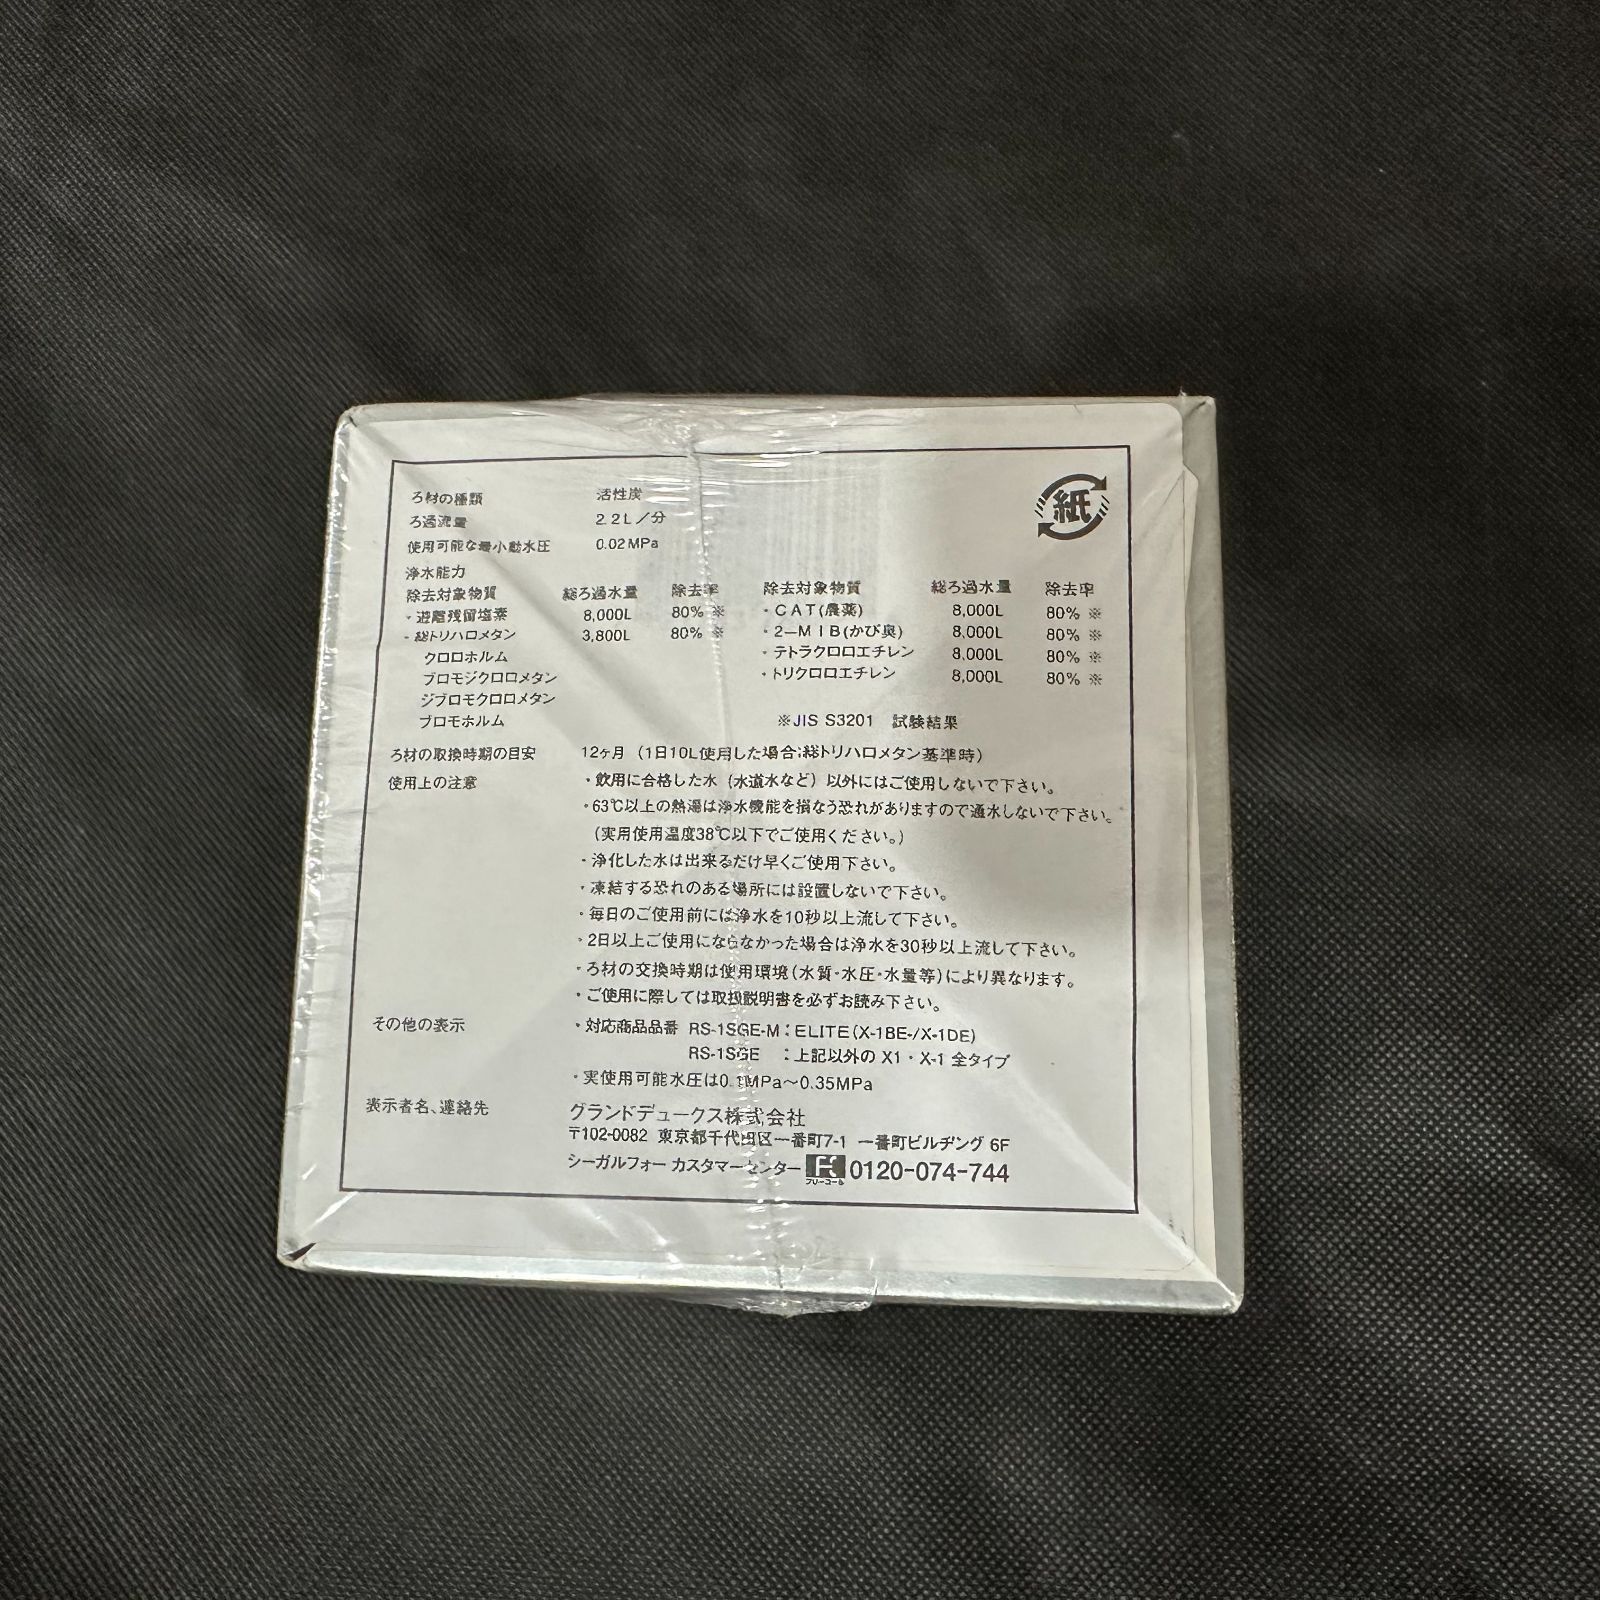 紙
ろ材の種類 活性炭
ろ過流量 2.2L/分
使用可能な最小動水圧 0.02MPa
浄水能力
除去対象物質 総ろ過水量 除去率
・遊離残留塩素 8,000L 80% ※
・総トリハロメタン 3,800L 80% ※
クロロホルム
ブロモジクロロメタン
ジブロモクロロメタン
ブロモホルム
除去対象物質 総ろ過水量 除去率
・CAT(農薬) 8,000L 80% ※
・2-MIB(かび臭) 8,000L 80% ※
・テトラクロロエチレン 8,000L 80% ※
・トリクロロエチレン 8,000L 80% ※
※JIS S3201 試験結果
ろ材の取換時期の目安 12ヶ月 (1日10L使用した場合;総トリハロメタン基準時)
使用上の注意 ・飲用に合格した水(水道水など)以外にはご使用しないで下さい。
・63℃以上の熱湯は浄水機能を損なう恐れがありますので通水しないで下さい。
(実用使用温度38℃以下でご使用ください。)
・浄化した水は出来るだけ早くご使用下さい。
・凍結する恐れのある場所には設置しないで下さい。
・毎日のご使用前には浄水を10秒以上流して下さい。
・2日以上ご使用にならなかった場合は浄水を30秒以上流して下さい。
・ろ材の交換時期は使用環境(水質・水圧・水量等)により異なります。
・ご使用に際しては取扱説明書を必ずお読み下さい。
その他の表示 ・対応商品品番 RS-1SGE-M:ELITE(X-1BE-/X-1DE)
RS-1SGE :上記以外の X1・X-1 全タイプ
・実使用可能水圧は0.1MPa~0.35MPa
表示者名、連絡先 グランドデュークス株式会社
〒102-0082 東京都千代田区一番町7-1 一番町ビルヂング 6F
シーガルフォー カスタマーセンター フリーコール 0120-074-744